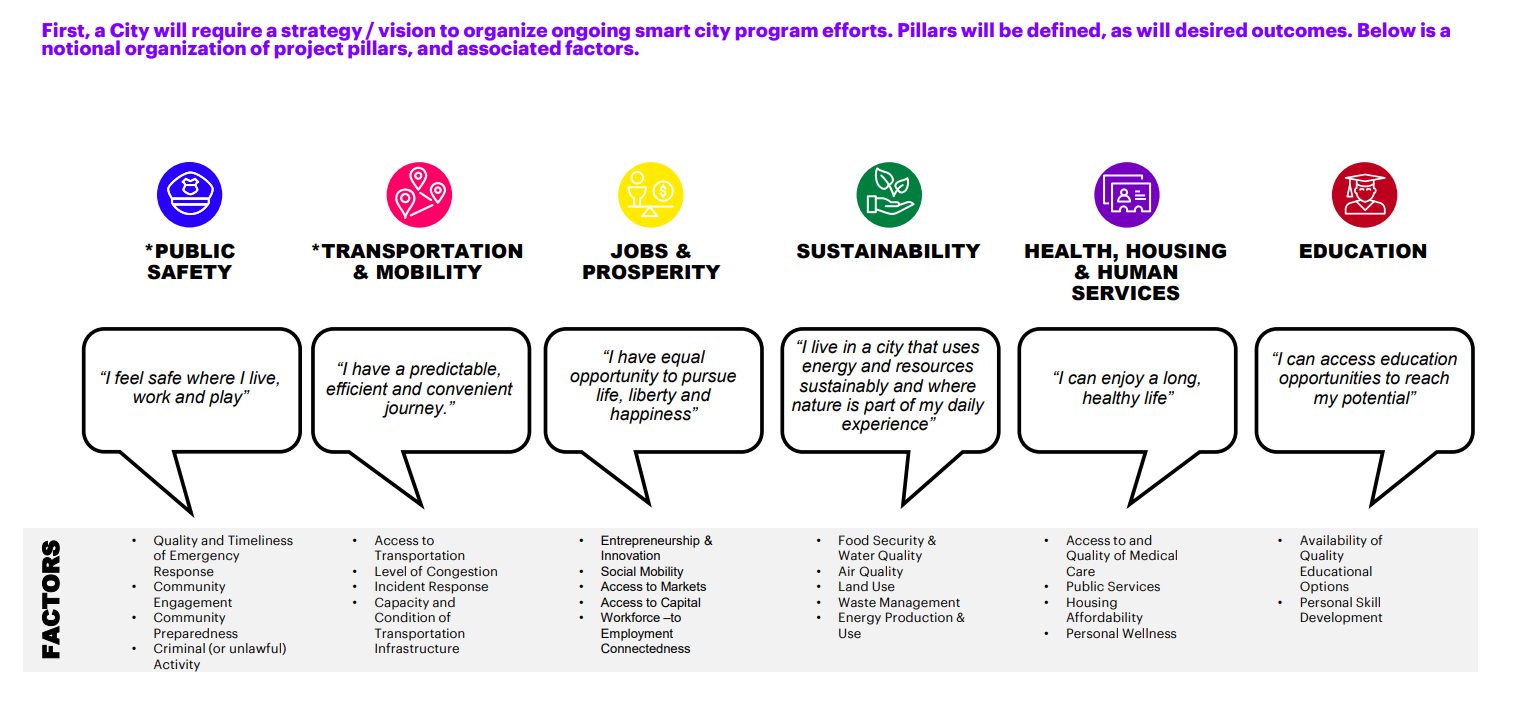 First, a City will require a strategy / vision to organize ongoing smart city program efforts. Pillars will be defined, as will desired outcomes. Below is a
notional organization of project pillars, and associated factors.
*PUBLIC
SAFETY
*TRANSPORTATION
& MOBILITY
JOBS &
PROSPERITY
SUSTAINABILITY
HEALTH, HOUSING
& HUMAN
SERVICES
EDUCATION
“I feel safe where I live,
work and play”
“I have a predictable,
efficient and convenient
journey.”
“I have equal
opportunity to pursue
life, liberty and
happiness”
“I live in a city that uses
energy and resources
sustainably and where
nature is part of my daily
experience”
“I can enjoy a long,
healthy life”
“I can access education
opportunities to reach
my potential”
FACTORS
• Quality and Timeliness
of Emergency
Response
• Community
Engagement
• Community
Preparedness
• Criminal (or unlawful)
Activity
• Access to
Transportation
• Level of Congestion
• Incident Response
• Capacity and
Condition of
Transportation
Infrastructure
• Entrepreneurship &
Innovation
• Social Mobility
• Access to Markets
• Access to Capital
• Workforce –to
Employment
Connectedness
• Food Security &
Water Quality
• Air Quality
• Land Use
• Waste Management
• Energy Production &
Use
• Access to and
Quality of Medical
Care
• Public Services
• Housing
Affordability
• Personal Wellness
• Availability of
Quality
Educational
Options
• Personal Skill
Development